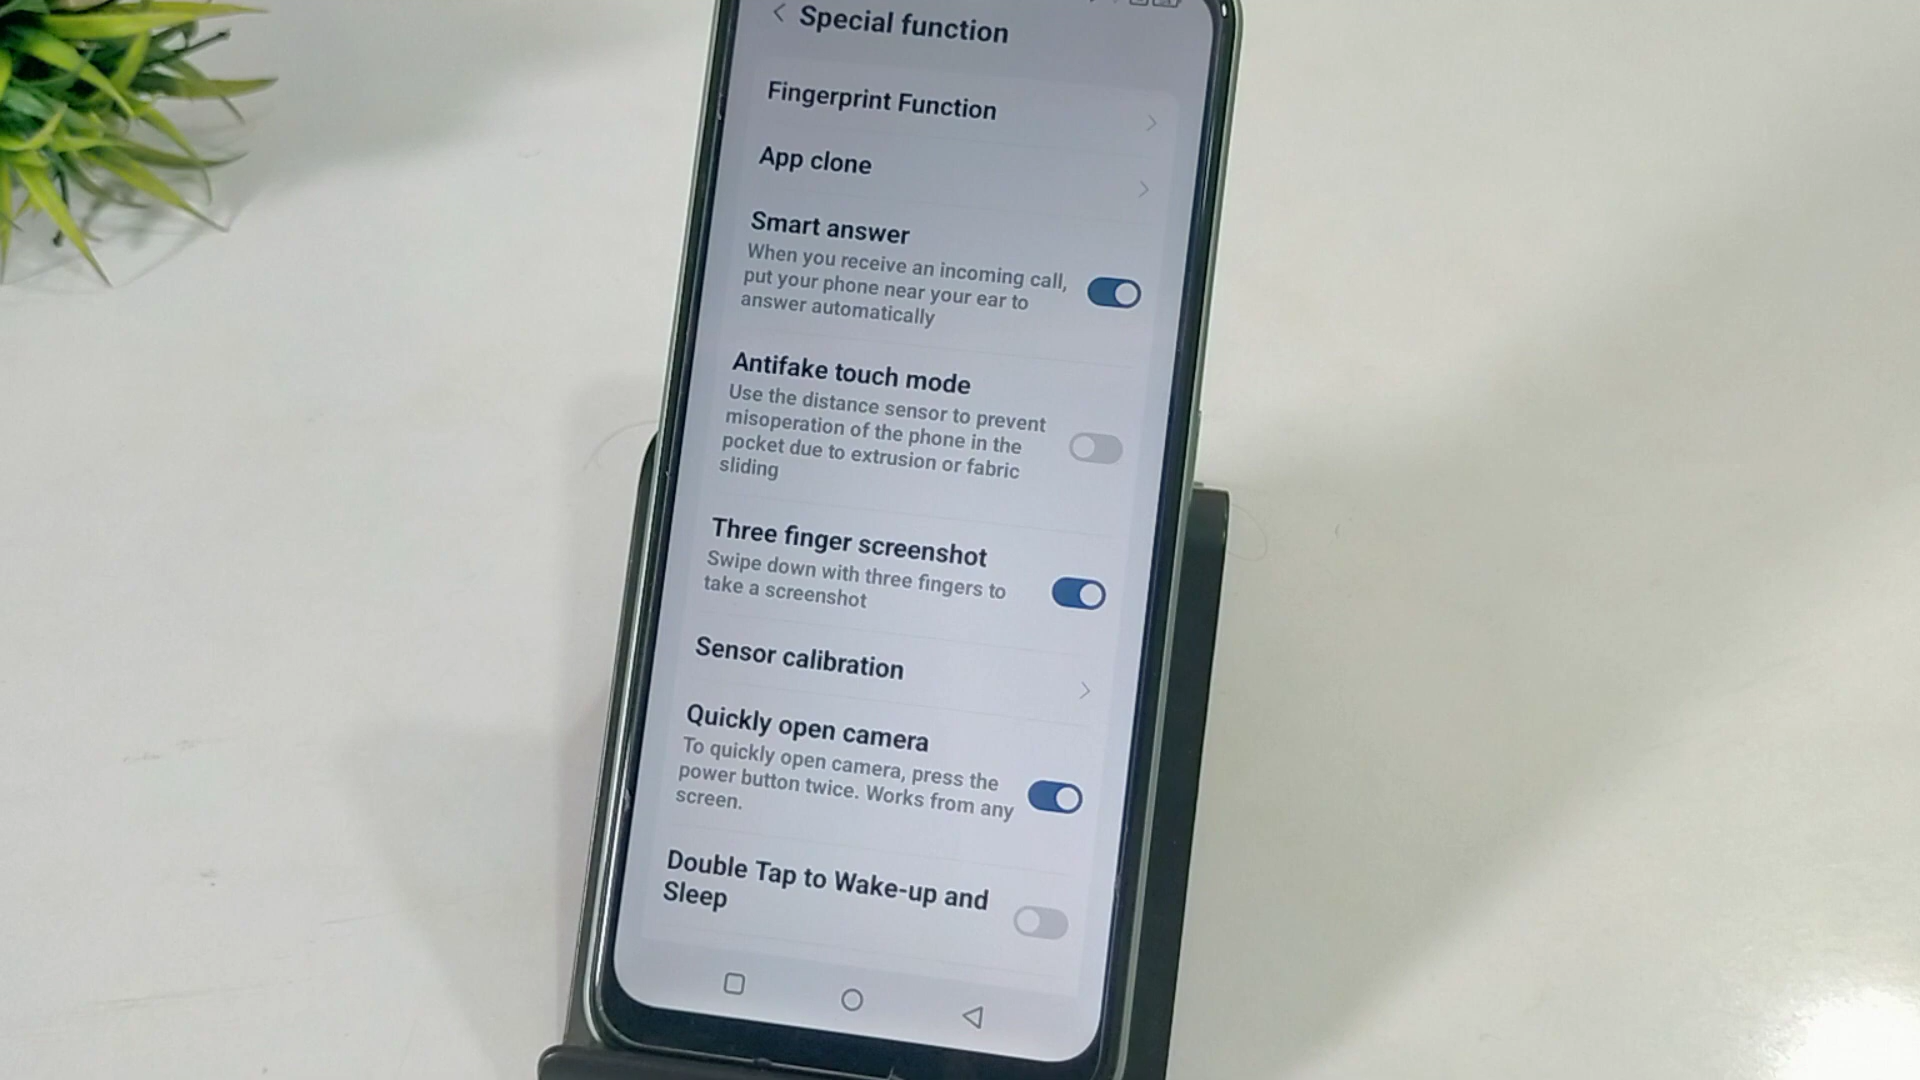 Special function
Fingerprint Function
App clone
Smart answer
When you receive an incoming call,
put your phone near your ear to
answer automatically
Antifake touch mode
Use the distance sensor to prevent
misoperation of the phone in the
pocket due to extrusion or fabric
sliding
Three finger screenshot
Swipe down with three fingers to
take a screenshot
Sensor calibration
Quickly open camera
To quickly open camera, press the
power button twice. Works from any
screen.
Double Tap to Wake-up and
Sleep